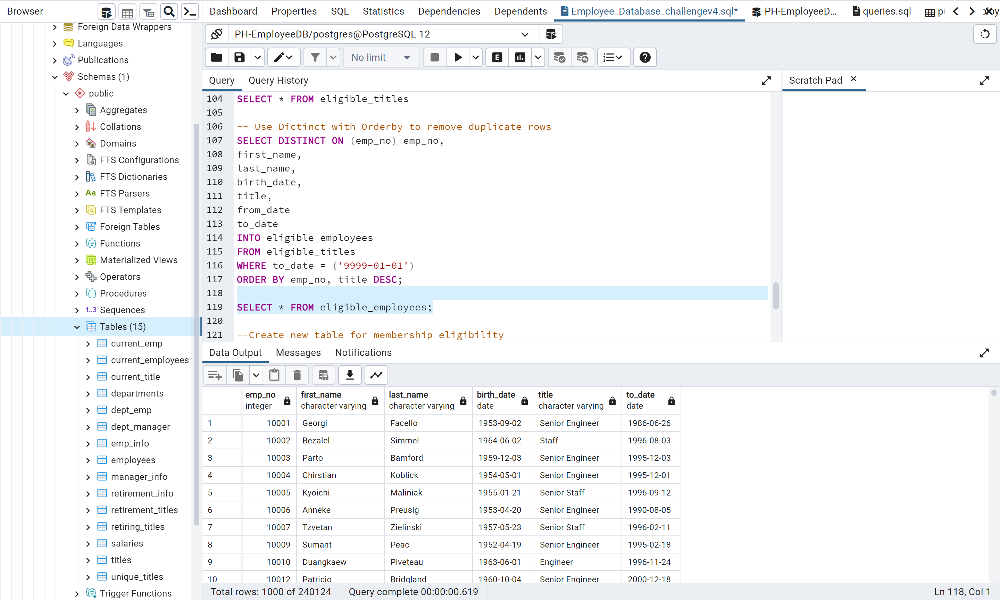 Browser
Dashboard Properties SQL Statistics Dependencies Dependents Employee_Database_challengev4.sql* PH-EmployeeD... queries.sql
Foreign Data Wrappers
Languages
Publications
Schemas (1)
public
Aggregates
Collations
Domains
FTS Configurations
FTS Dictionaries
Aa FTS Parsers
FTS Templates
Foreign Tables
Functions
Materialized Views
Operators
Procedures
1..3 Sequences
Tables (15)
current_emp
current_employees
current_title
departments
dept_emp
dept_manager
emp_info
employees
manager_info
retirement_info
retirement_titles
retiring_titles
salaries
titles
unique_titles
Trigger Functions
PH-EmployeeDB/postgres@PostgreSQL 12
No limit
Query Query History
Scratch Pad
104 SELECT * FROM eligible_titles
105
106 -- Use Dictinct with Orderby to remove duplicate rows
107 SELECT DISTINCT ON (emp_no) emp_no,
108 first_name,
109 last_name,
110 birth_date,
111 title,
112 from_date
113 to_date
114 INTO eligible_employees
115 FROM eligible_titles
116 WHERE to_date = ('9999-01-01')
117 ORDER BY emp_no, title DESC;
118
119 SELECT * FROM eligible_employees;
120
121 --Create new table for membership eligibility
Data Output Messages Notifications
emp_no first_name last_name birth_date title to_date
integer character varying character varying date character varying date
1 10001 Georgi Facello 1953-09-02 Senior Engineer 1986-06-26
2 10002 Bezalel Simmel 1964-06-02 Staff 1996-08-03
3 10003 Parto Bamford 1959-12-03 Senior Engineer 1995-12-03
4 10004 Chirstian Koblick 1954-05-01 Senior Engineer 1995-12-01
5 10005 Kyoichi Maliniak 1955-01-21 Senior Staff 1996-09-12
6 10006 Anneke Preusig 1953-04-20 Senior Engineer 1990-08-05
7 10007 Tzvetan Zielinski 1957-05-23 Senior Staff 1996-02-11
8 10009 Sumant Peac 1952-04-19 Senior Engineer 1995-02-18
9 10010 Duangkaew Piveteau 1963-06-01 Engineer 1996-11-24
10 10012 Patricio Bridgland 1960-10-04 Senior Engineer 2000-12-18
Total rows: 1000 of 240124 Query complete 00:00:00.619 Ln 118, Col 1